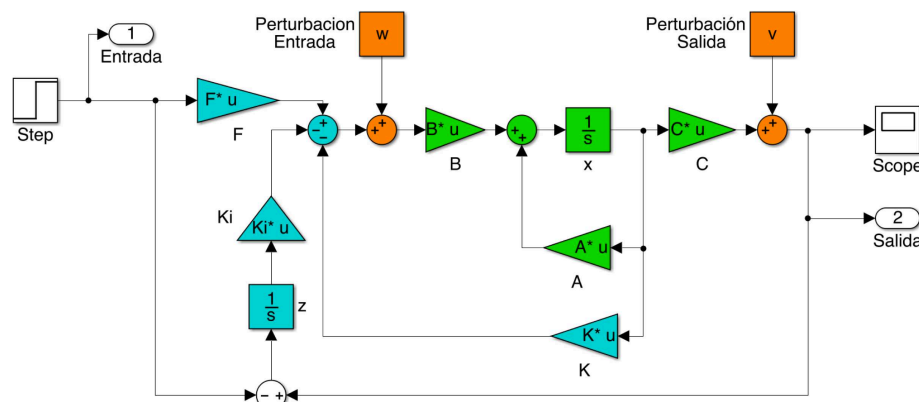 Perturbacion
Entrada
w
Perturbación
Salida
v
1
Entrada
Step
F* u
F
B* u
B
1
s
x
C* u
C
Scope
2
Salida
Ki
Ki* u
A* u
A
1
s
z
K* u
K